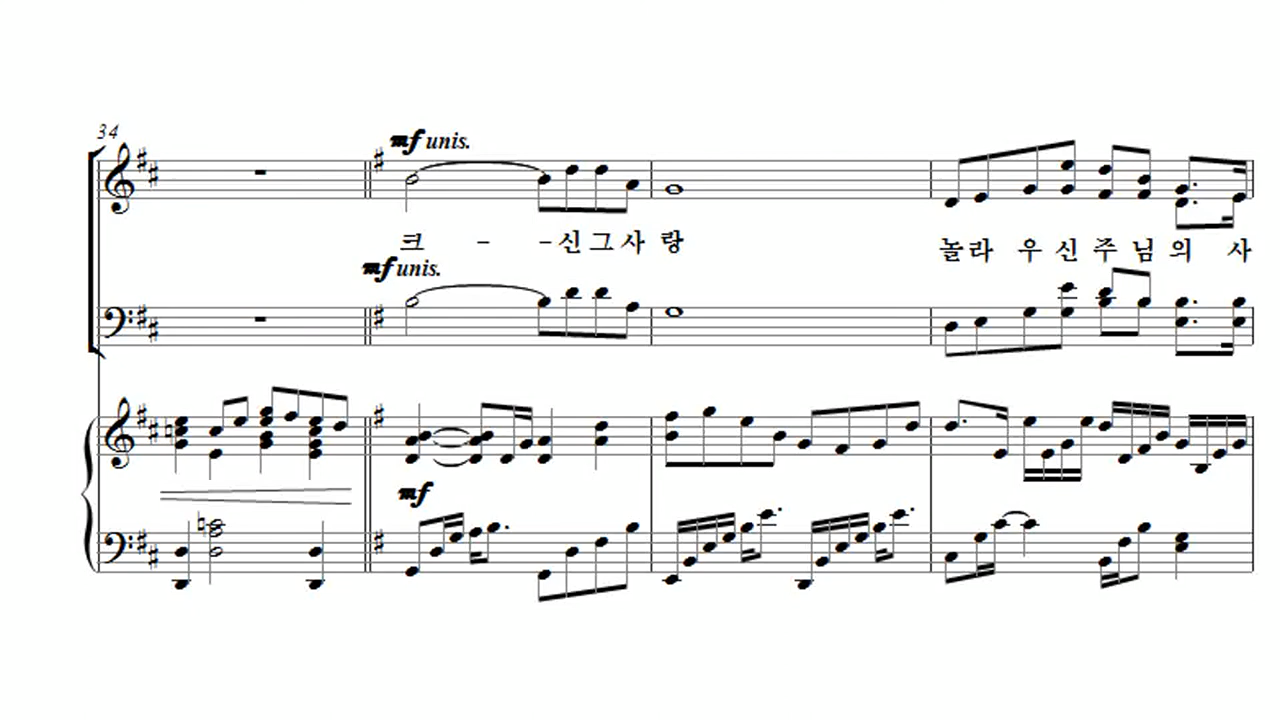 34
mf unis.
크 - - 신 그 사 랑
놀 라 우 신 주 님 의 사
mf unis.
mf